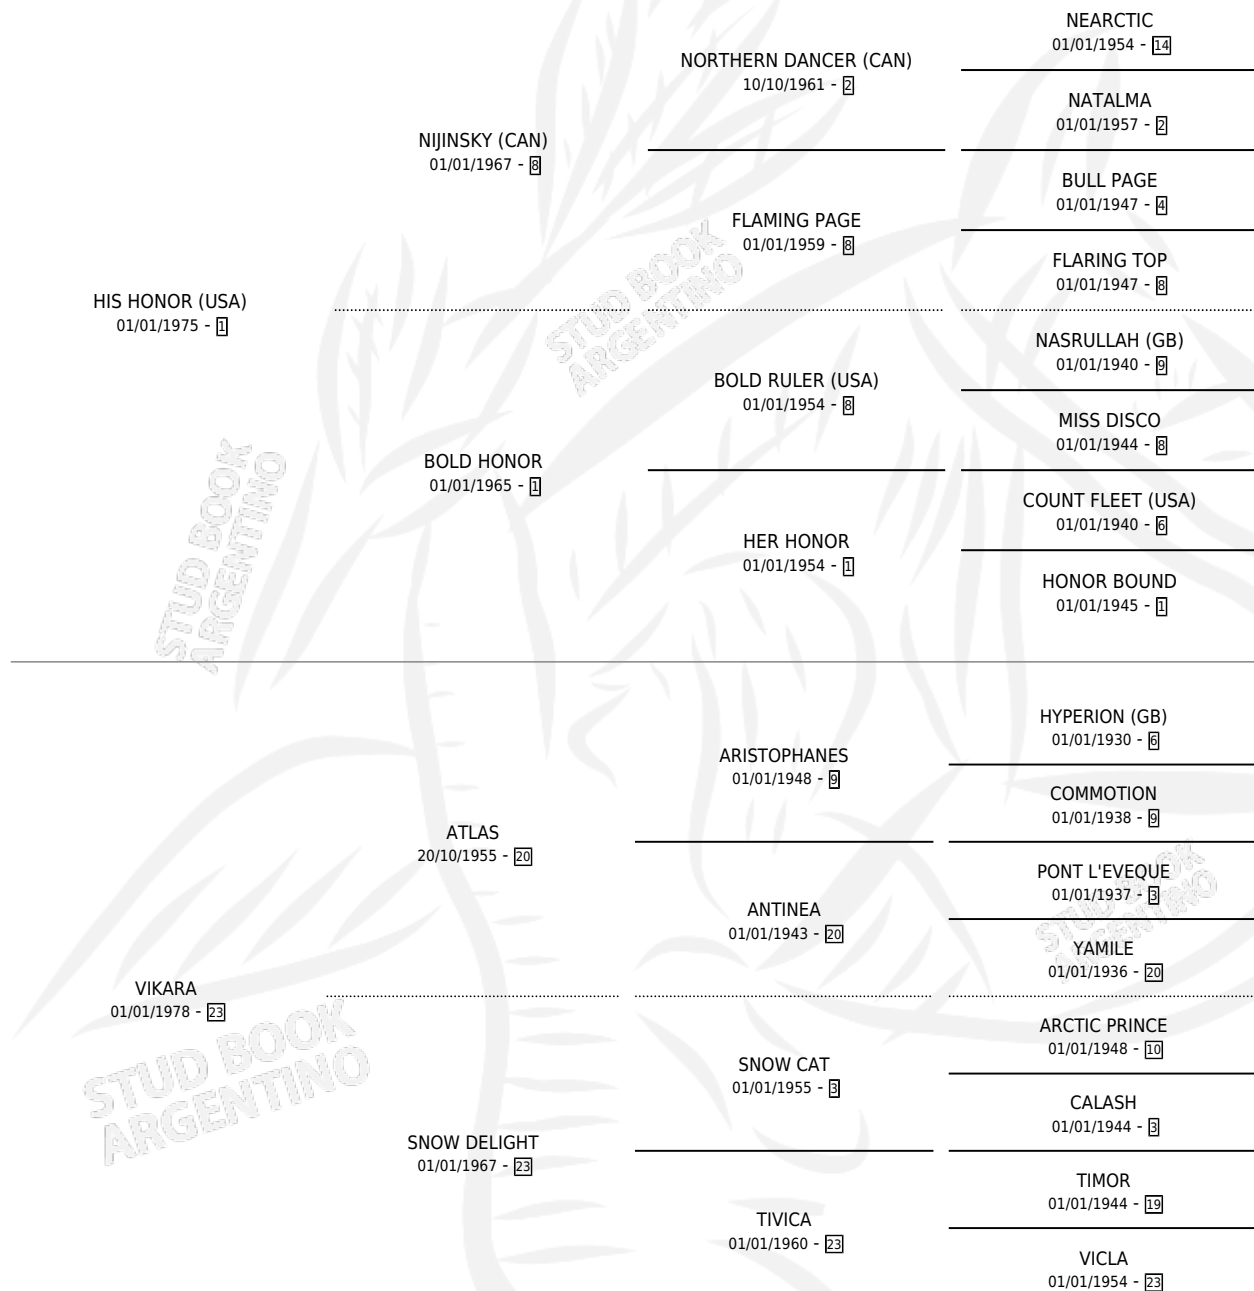 NEARCTIC
01/01/1954 - 14
NORTHERN DANCER (CAN)
10/10/1961 - 2
NATALMA
01/01/1957 - 2
NIJINSKY (CAN)
01/01/1967 - 8
BULL PAGE
01/01/1947 - 4
FLAMING PAGE
01/01/1959 - 8
FLARING TOP
01/01/1947 - 8
HIS HONOR (USA)
01/01/1975 - 1
NASRULLAH (GB)
01/01/1940 - 9
BOLD RULER (USA)
01/01/1954 - 8
MISS DISCO
01/01/1944 - 8
BOLD HONOR
01/01/1965 - 1
COUNT FLEET (USA)
01/01/1940 - 6
HER HONOR
01/01/1954 - 1
HONOR BOUND
01/01/1945 - 1
HYPERION (GB)
01/01/1930 - 6
ARISTOPHANES
01/01/1948 - 9
COMMOTION
01/01/1938 - 9
ATLAS
20/10/1955 - 20
PONT L'EVEQUE
01/01/1937 - 3
ANTINEA
01/01/1943 - 20
YAMILE
01/01/1936 - 20
VIKARA
01/01/1978 - 23
ARCTIC PRINCE
01/01/1948 - 10
SNOW CAT
01/01/1955 - 3
CALASH
01/01/1944 - 3
SNOW DELIGHT
01/01/1967 - 23
TIMOR
01/01/1944 - 19
TIVICA
01/01/1960 - 23
VICLA
01/01/1954 - 23
STUD BOOK
ARGENTINO
STUD BOOK
ARGENTINO
STUD BOOK
ARGENTINO
STUD BOOK
ARGENTINO